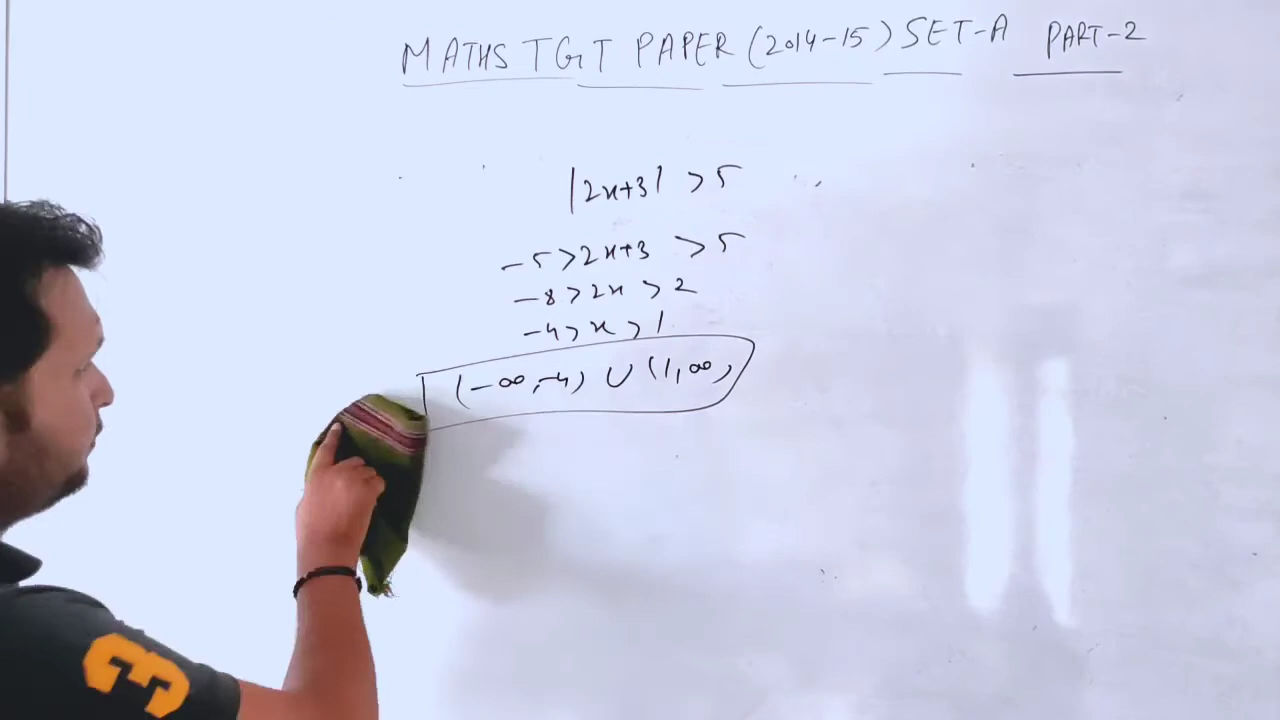 MATHS TGT PAPER (2014-15) SET-A PART-2
|2x+3| > 5
-5 > 2x+3 > 5
-8 > 2x > 2
-4 > x > 1
(-∞, -4) ∪ (1, ∞)
3